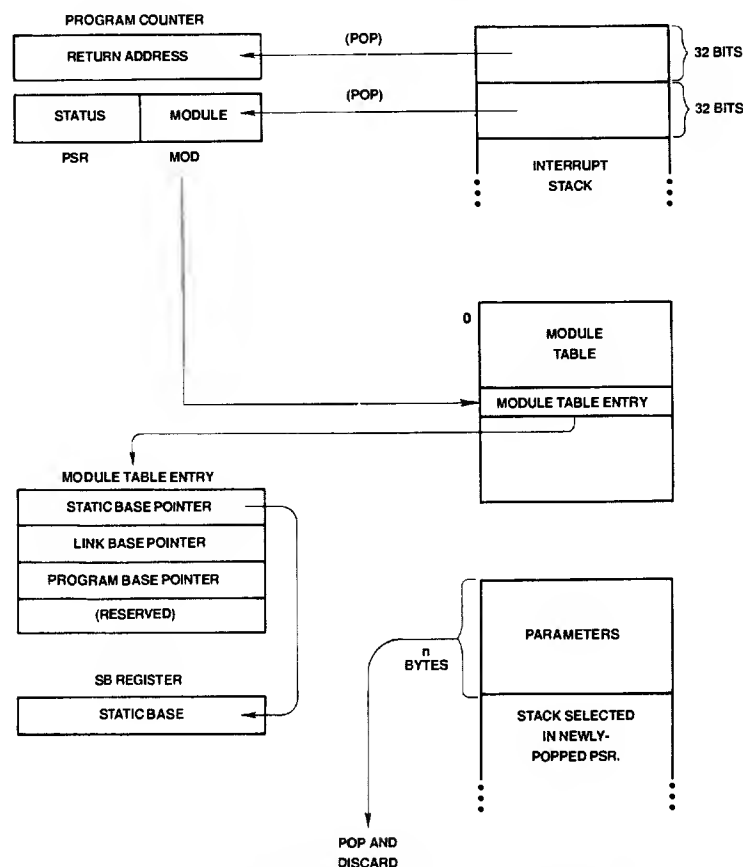 PROGRAM COUNTER
RETURN ADDRESS
(POP)
32 BITS
STATUS
MODULE
(POP)
32 BITS
PSR
MOD
INTERRUPT
STACK
0
MODULE
TABLE
MODULE TABLE ENTRY
MODULE TABLE ENTRY
STATIC BASE POINTER
LINK BASE POINTER
PROGRAM BASE POINTER
(RESERVED)
PARAMETERS
n
BYTES
SB REGISTER
STATIC BASE
STACK SELECTED
IN NEWLY-
POPPED PSR.
POP AND
DISCARD